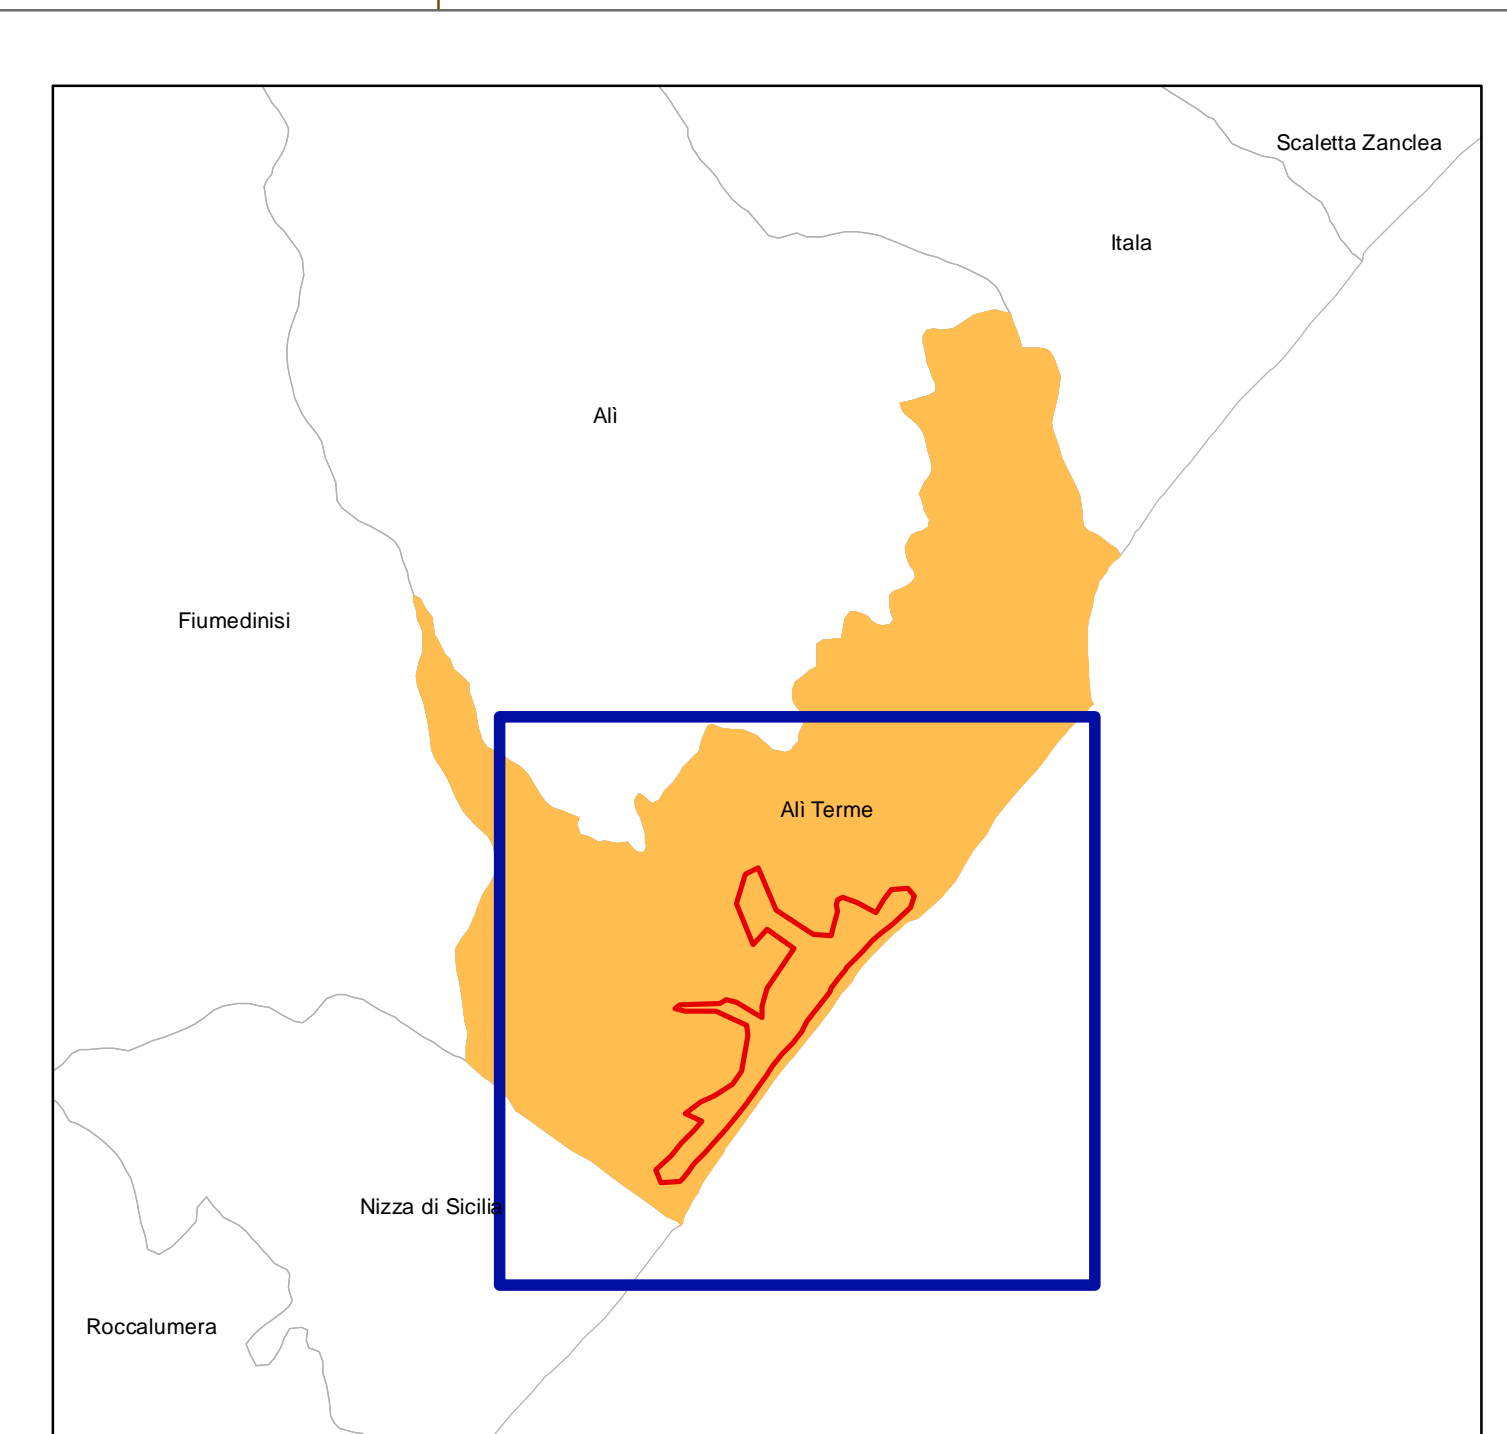 Scaletta Zanclea
Itala
Alì
Fiumedinisi
Alì Terme
Nizza di Sicilia
Roccalumera